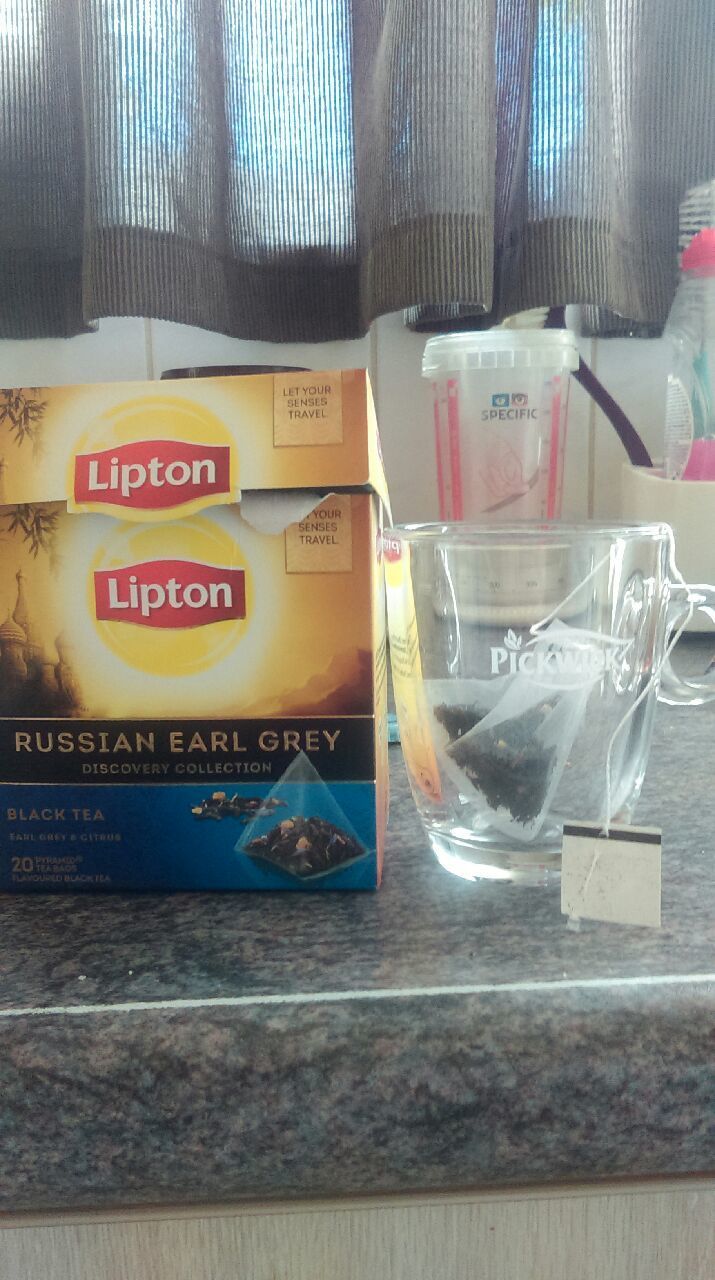 LET YOUR
SENSES
TRAVEL
Lipton
YOUR
SENSES
TRAVEL
Lipton
RUSSIAN EARL GREY
DISCOVERY COLLECTION
BLACK TEA
EARL GREY & CITRUS
20 PYRAMID
TEA BAGS
FLAVOURED BLACK TEA
SPECIFIC
PICKWICK